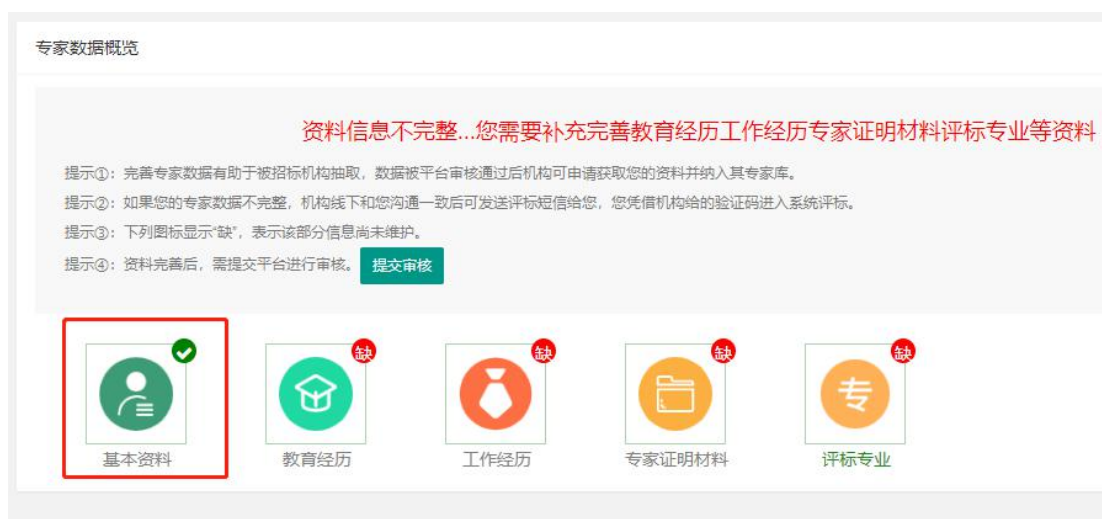 专家数据概览
资料信息不完整...您需要补充完善教育经历工作经历专家证明材料评标专业等资料
提示①：完善专家数据有助于被招标机构抽取，数据被平台审核通过后机构可申请获取您的资料并纳入其专家库。
提示②：如果您的专家数据不完整，机构线下和您沟通一致后可发送评标短信给您，您凭借机构给的验证码进入系统评标。
提示③：下列图标显示“缺”，表示该部分信息尚未维护。
提示④：资料完善后，需提交平台进行审核。 提交审核
缺 缺 缺 缺
专
基本资料 教育经历 工作经历 专家证明材料 评标专业